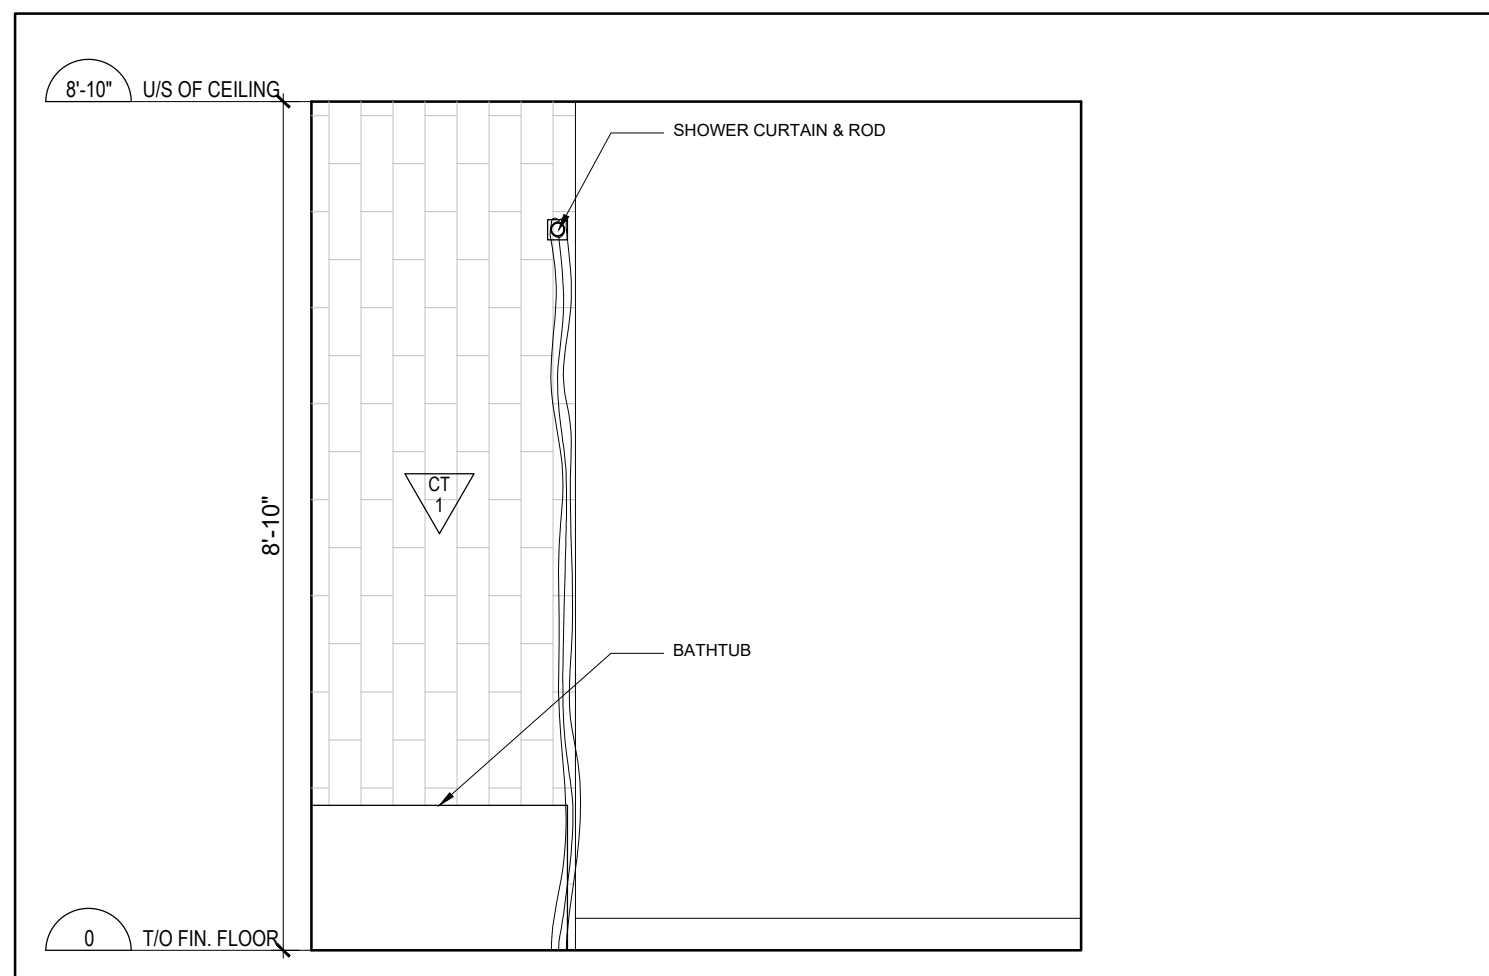 8'-10" U/S OF CEILING
SHOWER CURTAIN & ROD
CT
1
8'-10"
BATHTUB
0 T/O FIN. FLOOR